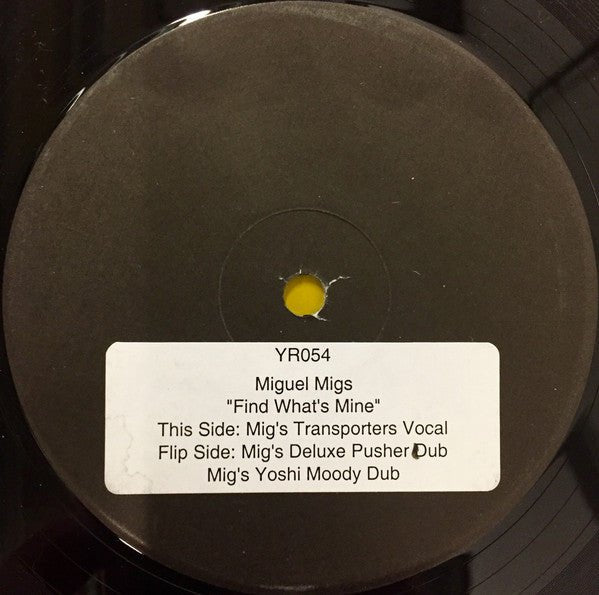 YR054
Miguel Migs
"Find What's Mine"
This Side: Mig's Transporters Vocal
Flip Side: Mig's Deluxe Pusher Dub
Mig's Yoshi Moody Dub